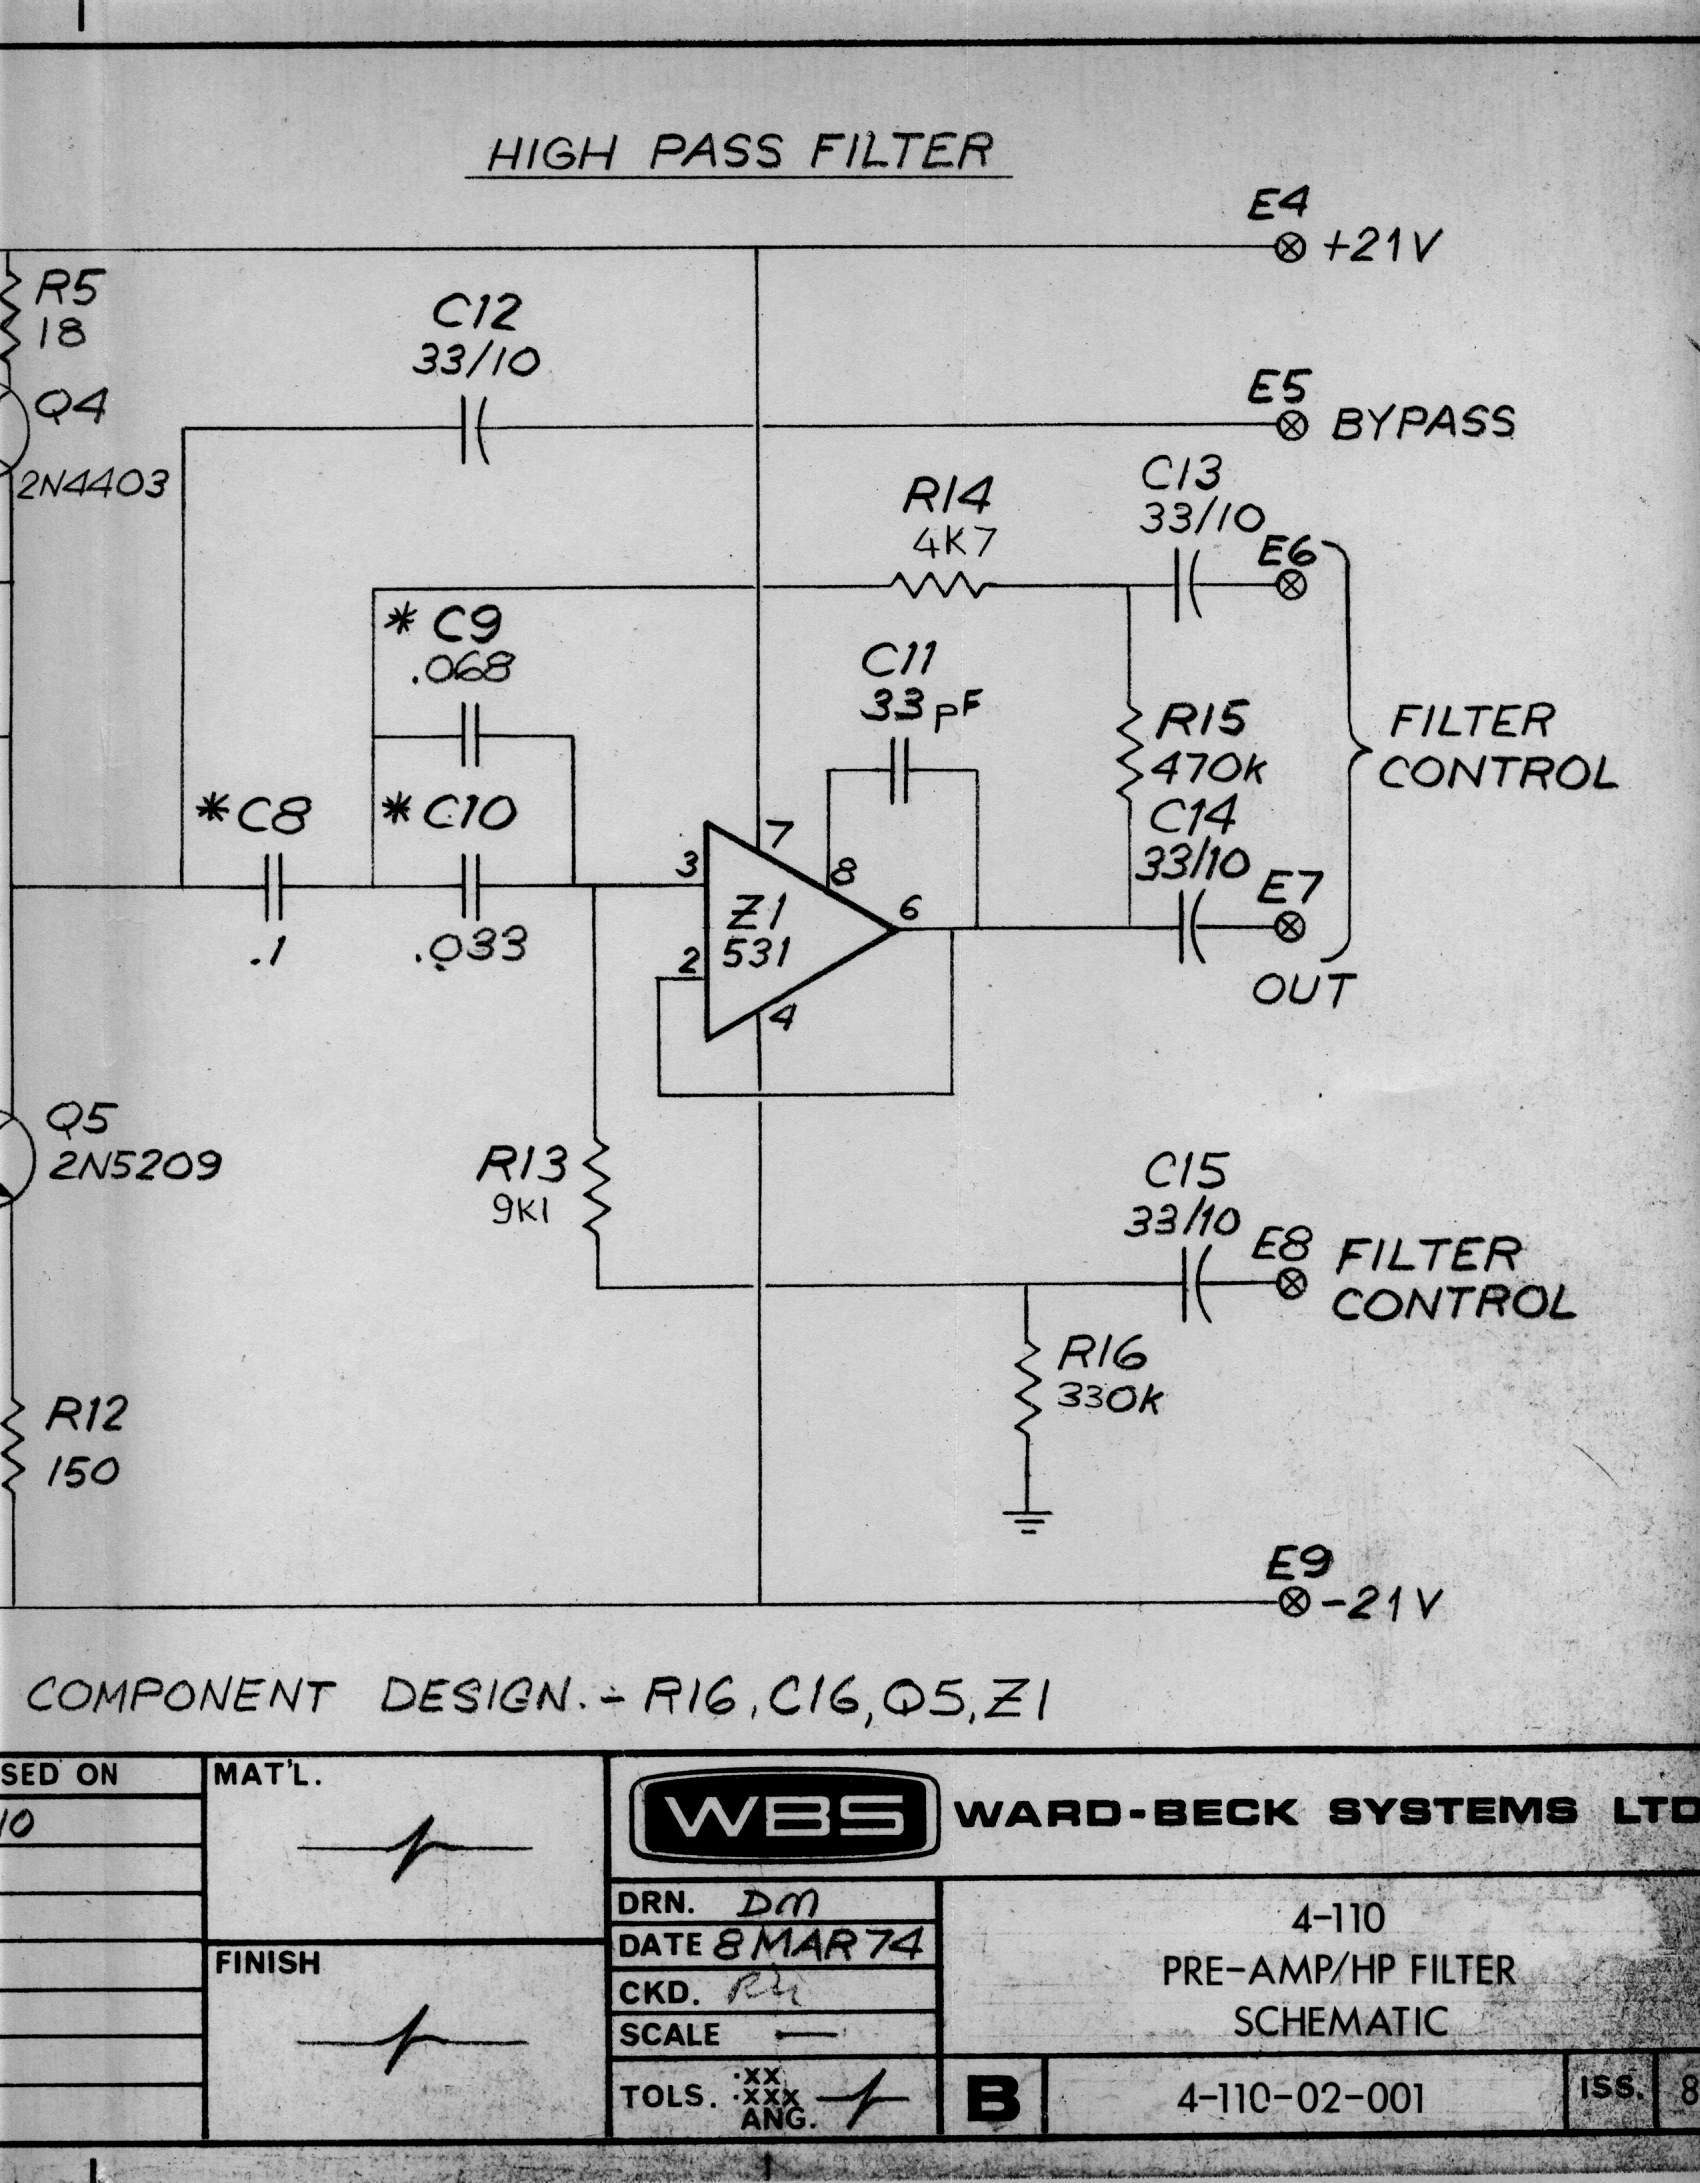 HIGH PASS FILTER
E4
+21V
R5
18
C12
33/10
Q4
2N4403
E5
BYPASS
R14
4K7
C13
33/10
E6
* C9
.068
C11
33pF
R15
470K
FILTER
CONTROL
*C8
.1
*C10
.033
3
7
8
Z1
531
6
2
4
C14
33/10
E7
OUT
Q5
2N5209
R13
9K1
C15
33/10
E8
FILTER
CONTROL
R16
330K
R12
150
E9
-21V
COMPONENT DESIGN.- R16, C16, Q5, Z1
SED ON
10
MAT'L.
FINISH
WBS
WARD-BECK SYSTEMS LTD
DRN. DM
DATE 8 MAR 74
CKD.
SCALE —
TOLS. .XX
.XXX
ANG.
4-110
PRE-AMP/HP FILTER
SCHEMATIC
B
4-110-02-001
ISS. 8